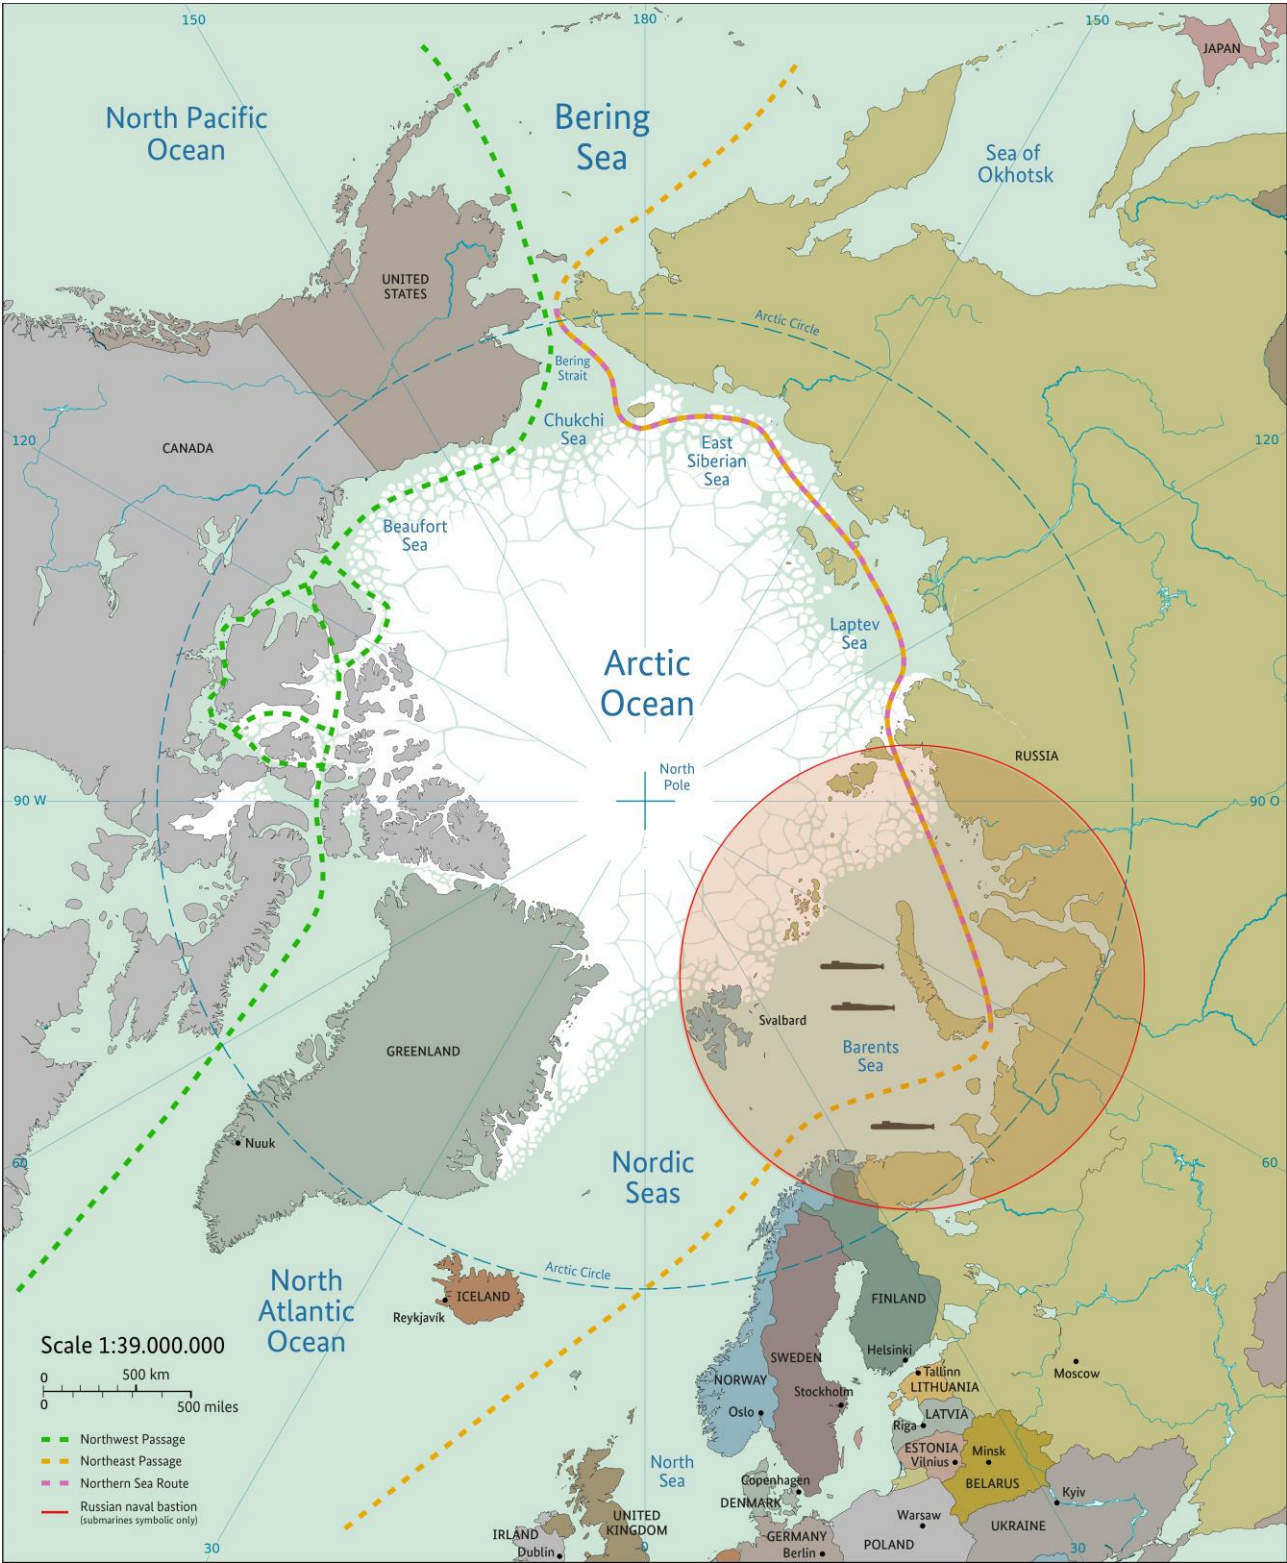 150
180
150
JAPAN
North Pacific
Ocean
Bering
Sea
Sea of
Okhotsk
UNITED
STATES
Arctic Circle
Bering
Strait
Chukchi
Sea
120
CANADA
East
Siberian
Sea
120
Beaufort
Sea
Laptev
Sea
Arctic
Ocean
RUSSIA
North
Pole
90 W
90 O
Svalbard
Barents
Sea
GREENLAND
Nuuk
60
Nordic
Seas
60
Arctic Circle
North
Atlantic
Ocean
ICELAND
Reykjavík
FINLAND
Helsinki
Tallinn
LITHUANIA
Moscow
SWEDEN
NORWAY
Stockholm
Oslo
LATVIA
Riga
ESTONIA
Vilnius
Minsk
BELARUS
Kyiv
UKRAINE
North
Sea
Copenhagen
DENMARK
Warsaw
POLAND
UNITED
KINGDOM
IRLAND
Dublin
GERMANY
Berlin
30
0
30
Scale 1:39.000.000
0 500 km
0 500 miles
Northwest Passage
Northeast Passage
Northern Sea Route
Russian naval bastion
(submarines symbolic only)